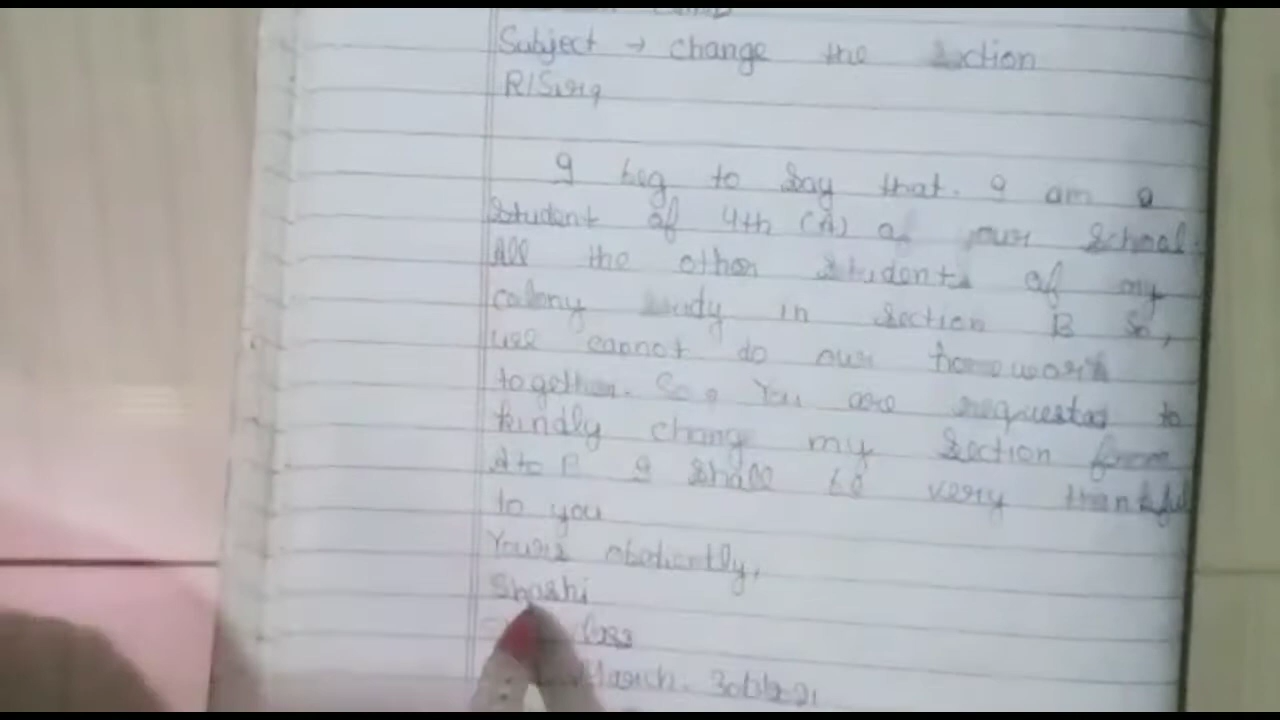 Subject → Change the Section
R/Sir
I beg to say that. I am a
student of 4th (A) of our school.
All the other students of my
colony study in section B So,
we cannot do our homework
together. So, You are requested to
kindly change my section from
A to B I shall be very thankful
to you
Yours obediently,
Shashi
March.